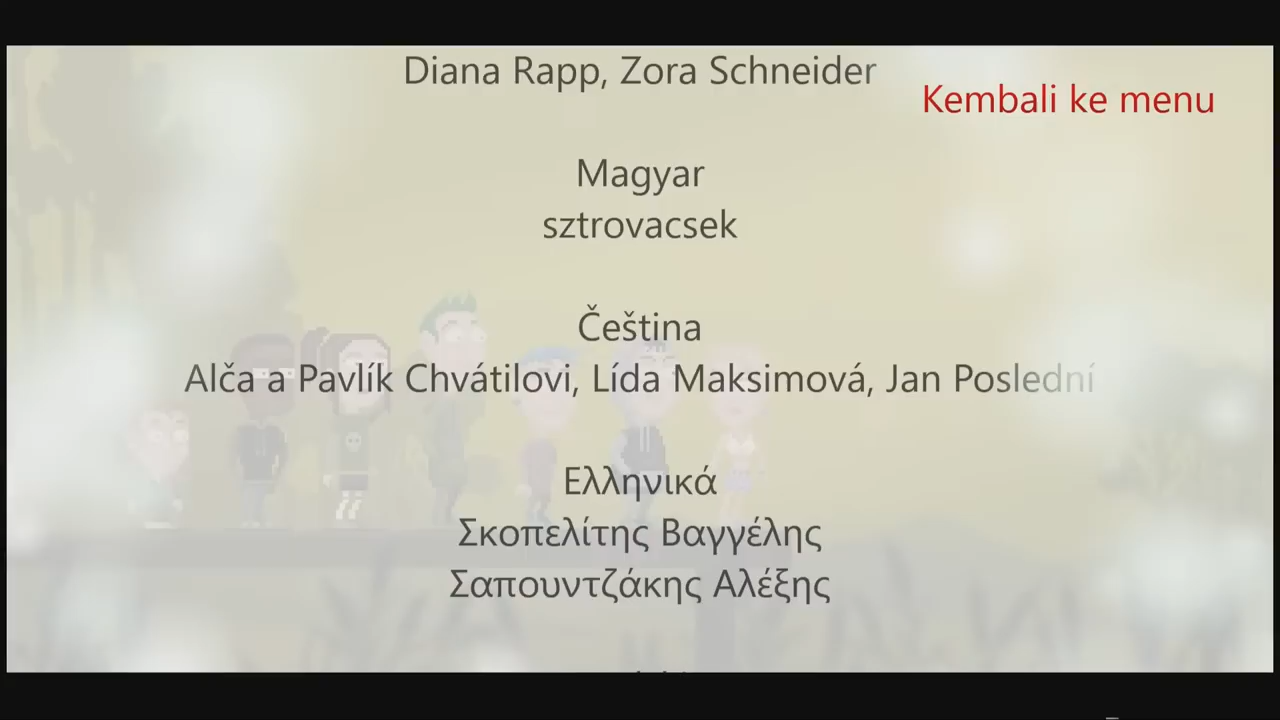 Diana Rapp, Zora Schneider
Kembali ke menu
Magyar
sztrovacsek
Čeština
Alča a Pavlík Chvátilovi, Lída Maksimová, Jan Poslední
Ελληνικά
Σκοπελίτης Βαγγέλης
Σαπουντζάκης Αλέξης